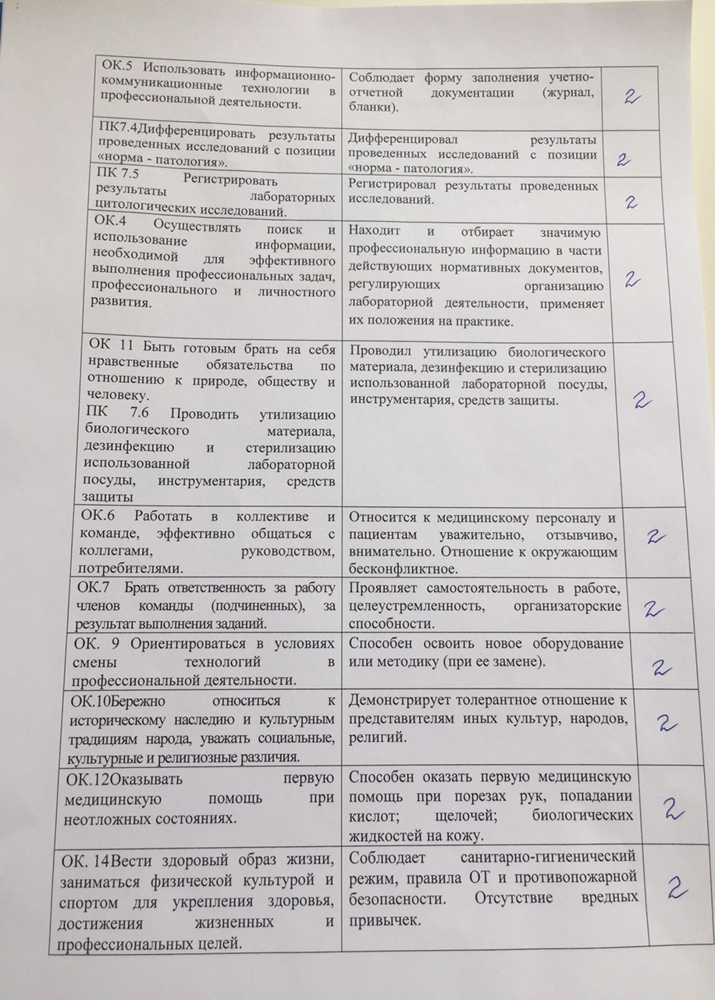 ОК.5 Использовать информационно-
коммуникационные технологии в
профессиональной деятельности.
Соблюдает форму заполнения учетно-
отчетной документации (журнал,
бланки).
2
ПК7.4Дифференцировать результаты
проведенных исследований с позиции
«норма - патология».
Дифференцировал результаты
проведенных исследований с позиции
«норма - патология».
2
ПК 7.5 Регистрировать
результаты лабораторных
цитологических исследований.
Регистрировал результаты проведенных
исследований.
2
ОК.4 Осуществлять поиск и
использование информации,
необходимой для эффективного
выполнения профессиональных задач,
профессионального и личностного
развития.
Находит и отбирает значимую
профессиональную информацию в части
действующих нормативных документов,
регулирующих организацию
лабораторной деятельности, применяет
их положения на практике.
2
ОК 11 Быть готовым брать на себя
нравственные обязательства по
отношению к природе, обществу и
человеку.
ПК 7.6 Проводить утилизацию
биологического материала,
дезинфекцию и стерилизацию
использованной лабораторной
посуды, инструментария, средств
защиты
Проводил утилизацию биологического
материала, дезинфекцию и стерилизацию
использованной лабораторной посуды,
инструментария, средств защиты.
2
ОК.6 Работать в коллективе и
команде, эффективно общаться с
коллегами, руководством,
потребителями.
Относится к медицинскому персоналу и
пациентам уважительно, отзывчиво,
внимательно. Отношение к окружающим
бесконфликтное.
2
ОК.7 Брать ответственность за работу
членов команды (подчиненных), за
результат выполнения заданий.
Проявляет самостоятельность в работе,
целеустремленность, организаторские
способности.
2
ОК. 9 Ориентироваться в условиях
смены технологий в
профессиональной деятельности.
Способен освоить новое оборудование
или методику (при ее замене).
2
ОК.10Бережно относиться к
историческому наследию и культурным
традициям народа, уважать социальные,
культурные и религиозные различия.
Демонстрирует толерантное отношение к
представителям иных культур, народов,
религий.
2
ОК.12Оказывать первую
медицинскую помощь при
неотложных состояниях.
Способен оказать первую медицинскую
помощь при порезах рук, попадании
кислот; щелочей; биологических
жидкостей на кожу.
2
ОК. 14Вести здоровый образ жизни,
заниматься физической культурой и
спортом для укрепления здоровья,
достижения жизненных и
профессиональных целей.
Соблюдает санитарно-гигиенический
режим, правила ОТ и противопожарной
безопасности. Отсутствие вредных
привычек.
2